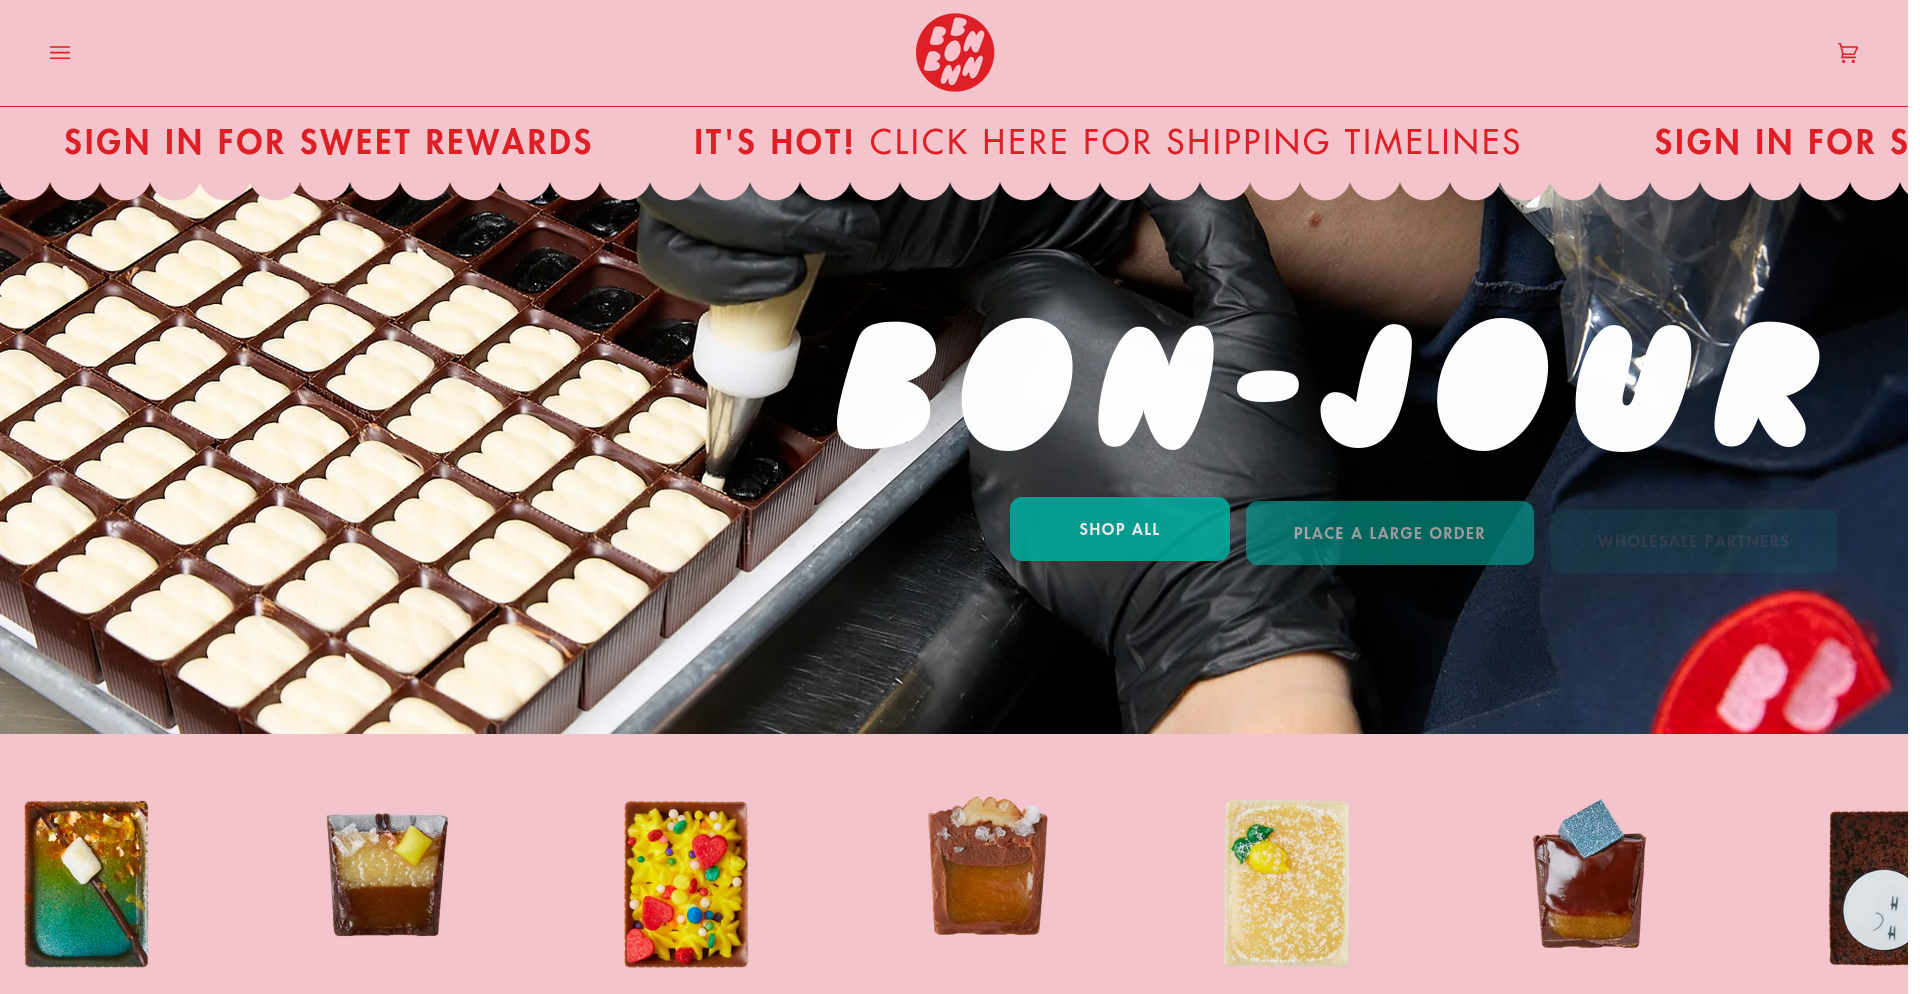 BON
BON
BON
SIGN IN FOR SWEET REWARDS
IT'S HOT! CLICK HERE FOR SHIPPING TIMELINES
SIGN IN FOR S
BON-JOUR
SHOP ALL
PLACE A LARGE ORDER
WHOLESALE PARTNERS